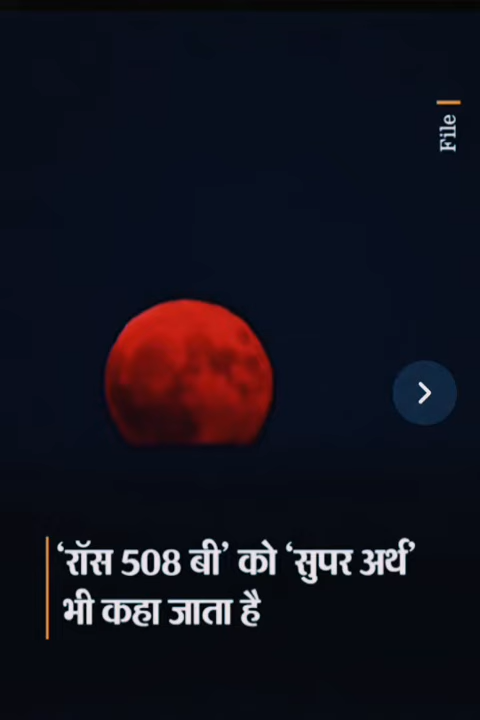 File
‘रॉस 508 बी’ को ‘सुपर अर्थ’
भी कहा जाता है